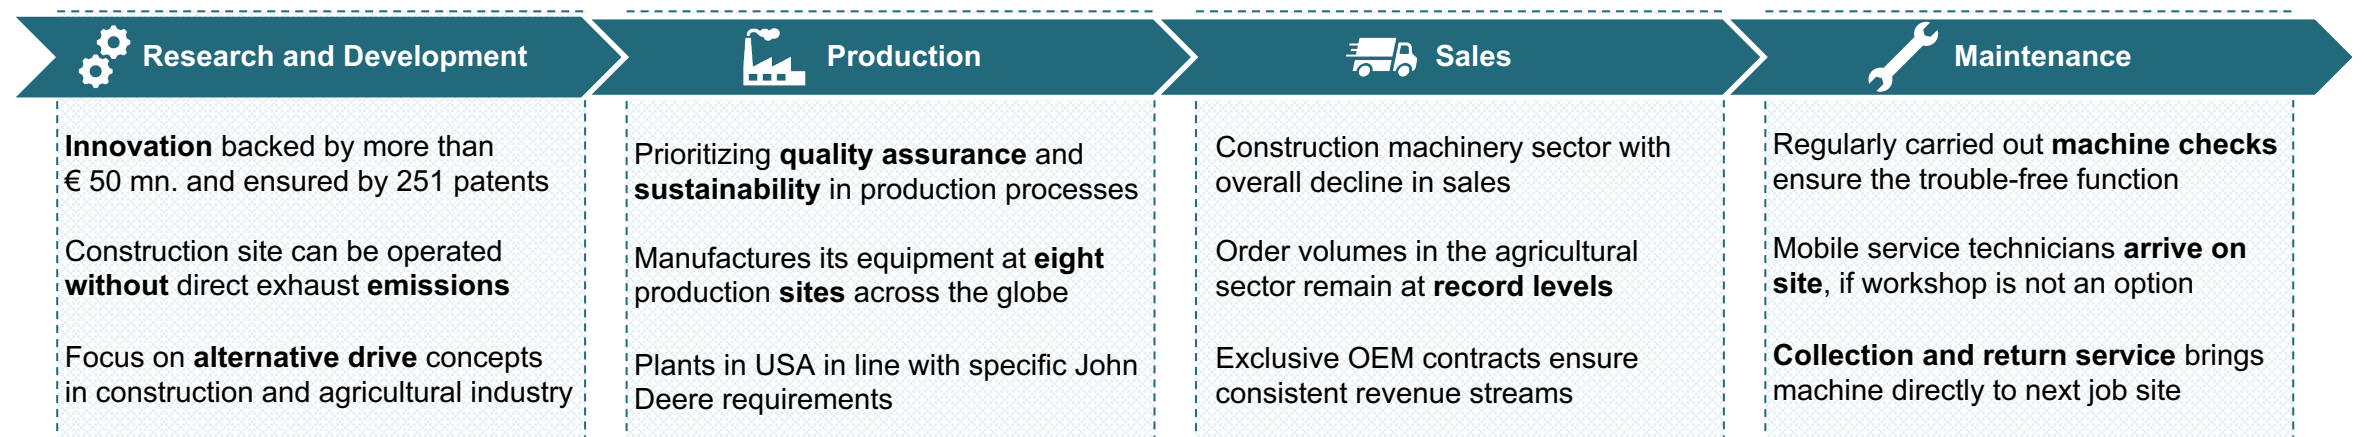 Research and Development
Innovation backed by more than
€ 50 mn. and ensured by 251 patents
Construction site can be operated
without direct exhaust emissions
Focus on alternative drive concepts
in construction and agricultural industry
Production
Prioritizing quality assurance and
sustainability in production processes
Manufactures its equipment at eight
production sites across the globe
Plants in USA in line with specific John
Deere requirements
Sales
Construction machinery sector with
overall decline in sales
Order volumes in the agricultural
sector remain at record levels
Exclusive OEM contracts ensure
consistent revenue streams
Maintenance
Regularly carried out machine checks
ensure the trouble-free function
Mobile service technicians arrive on
site, if workshop is not an option
Collection and return service brings
machine directly to next job site